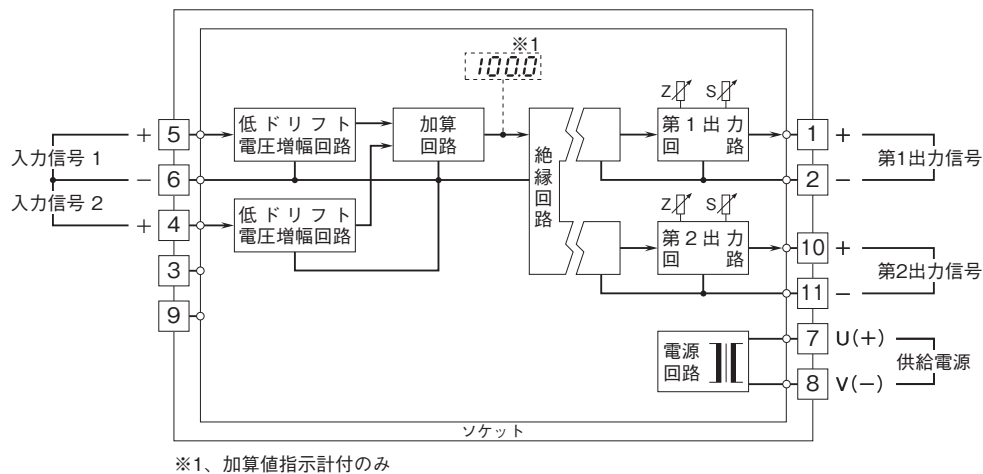 ※1
100.0
Z S
+ 5
低ドリフト
電圧増幅回路
加算
回路
第1出力
回　　路
1 +
入力信号 1
第1出力信号
− 6
絶縁回路
2 −
入力信号 2
+ 4
低ドリフト
電圧増幅回路
Z S
第2出力
回　　路
10 +
3
第2出力信号
11 −
9
電源
回路
7 U(+)
供給電源
8 V(−)
ソケット
※1、加算値指示計付のみ